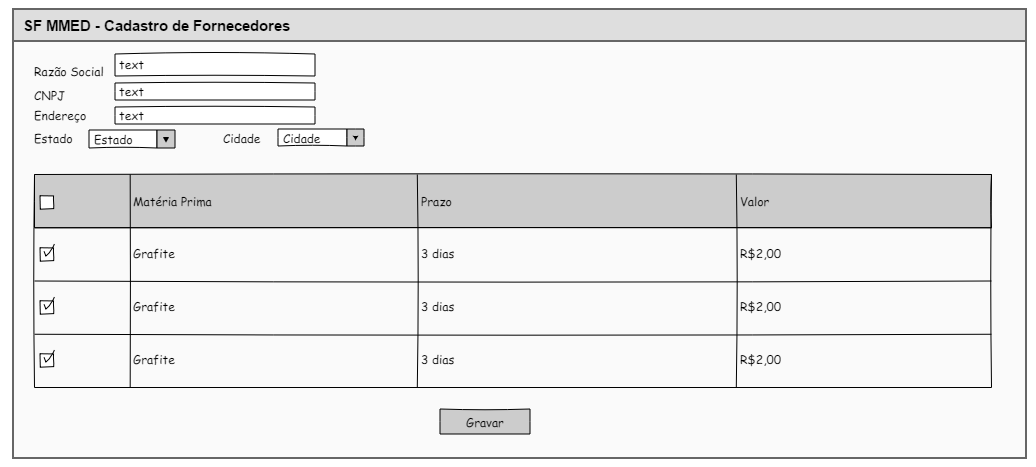 SF MMED - Cadastro de Fornecedores
Razão Social text
CNPJ text
Endereço text
Estado Estado Cidade Cidade
Matéria Prima Prazo Valor
Grafite 3 dias R$2,00
Grafite 3 dias R$2,00
Grafite 3 dias R$2,00
Gravar